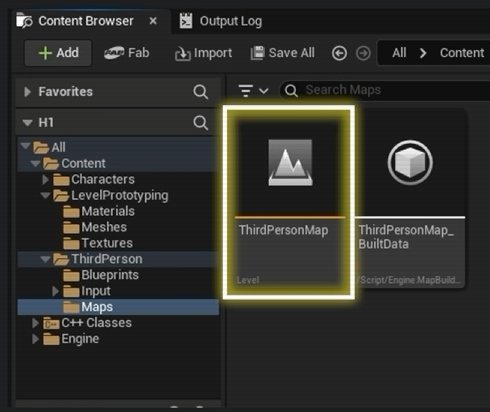 Content Browser
Output Log
Add
Fab
Import
Save All
All
Content
Favorites
Search Maps
H1
All
Content
Characters
LevelPrototyping
Materials
Meshes
Textures
ThirdPerson
Blueprints
Input
Maps
C++ Classes
Engine
ThirdPersonMap
Level
ThirdPersonMap_
BuiltData
/Script/Engine.MapBuild...